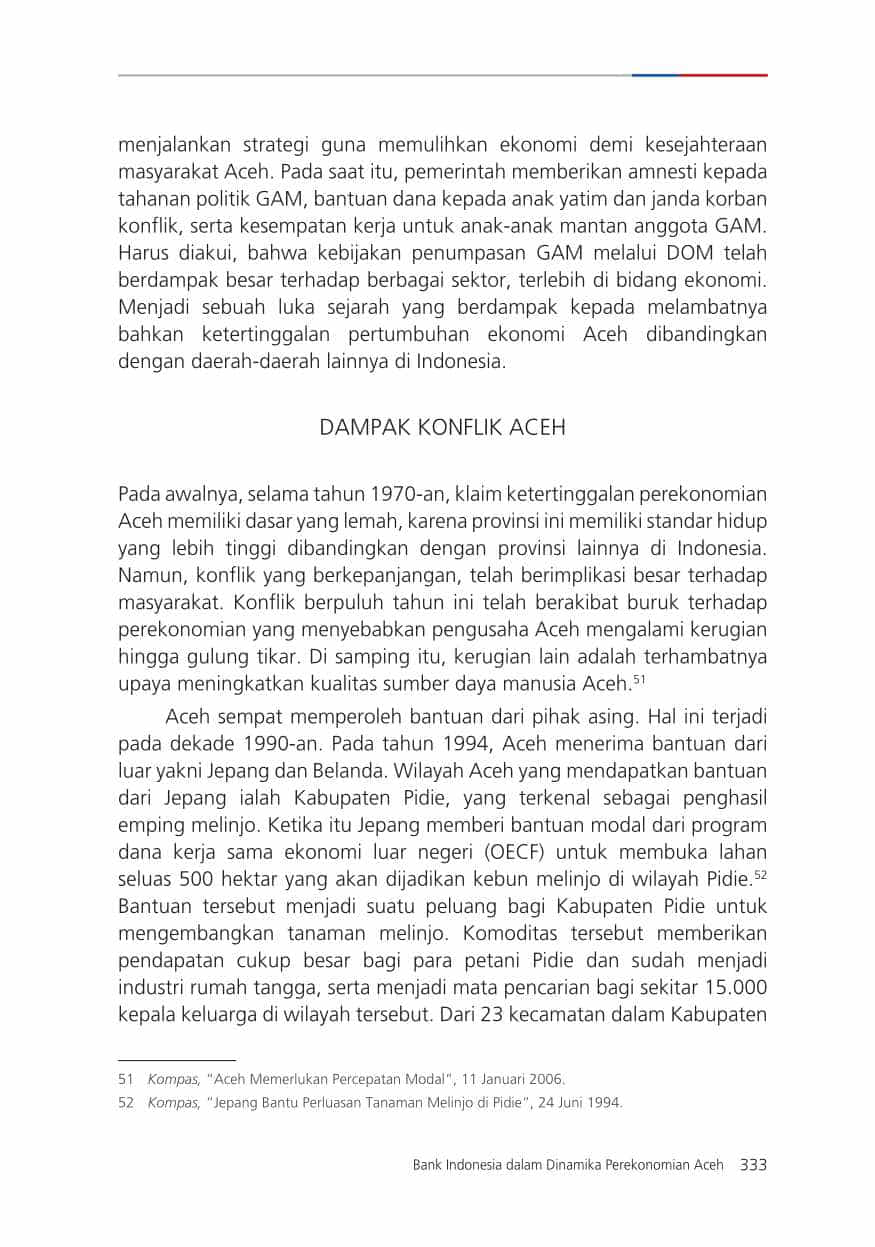 menjalankan strategi guna memulihkan ekonomi demi kesejahteraan
masyarakat Aceh. Pada saat itu, pemerintah memberikan amnesti kepada
tahanan politik GAM, bantuan dana kepada anak yatim dan janda korban
konflik, serta kesempatan kerja untuk anak-anak mantan anggota GAM.
Harus diakui, bahwa kebijakan penumpasan GAM melalui DOM telah
berdampak besar terhadap berbagai sektor, terlebih di bidang ekonomi.
Menjadi sebuah luka sejarah yang berdampak kepada melambatnya
bahkan ketertinggalan pertumbuhan ekonomi Aceh dibandingkan
dengan daerah-daerah lainnya di Indonesia.
DAMPAK KONFLIK ACEH
Pada awalnya, selama tahun 1970-an, klaim ketertinggalan perekonomian
Aceh memiliki dasar yang lemah, karena provinsi ini memiliki standar hidup
yang lebih tinggi dibandingkan dengan provinsi lainnya di Indonesia.
Namun, konflik yang berkepanjangan, telah berimplikasi besar terhadap
masyarakat. Konflik berpuluh tahun ini telah berakibat buruk terhadap
perekonomian yang menyebabkan pengusaha Aceh mengalami kerugian
hingga gulung tikar. Di samping itu, kerugian lain adalah terhambatnya
upaya meningkatkan kualitas sumber daya manusia Aceh.51
Aceh sempat memperoleh bantuan dari pihak asing. Hal ini terjadi
pada dekade 1990-an. Pada tahun 1994, Aceh menerima bantuan dari
luar yakni Jepang dan Belanda. Wilayah Aceh yang mendapatkan bantuan
dari Jepang ialah Kabupaten Pidie, yang terkenal sebagai penghasil
emping melinjo. Ketika itu Jepang memberi bantuan modal dari program
dana kerja sama ekonomi luar negeri (OECF) untuk membuka lahan
seluas 500 hektar yang akan dijadikan kebun melinjo di wilayah Pidie.52
Bantuan tersebut menjadi suatu peluang bagi Kabupaten Pidie untuk
mengembangkan tanaman melinjo. Komoditas tersebut memberikan
pendapatan cukup besar bagi para petani Pidie dan sudah menjadi
industri rumah tangga, serta menjadi mata pencarian bagi sekitar 15.000
kepala keluarga di wilayah tersebut. Dari 23 kecamatan dalam Kabupaten
51 Kompas, "Aceh Memerlukan Percepatan Modal", 11 Januari 2006.
52 Kompas, "Jepang Bantu Perluasan Tanaman Melinjo di Pidie", 24 Juni 1994.
Bank Indonesia dalam Dinamika Perekonomian Aceh 333